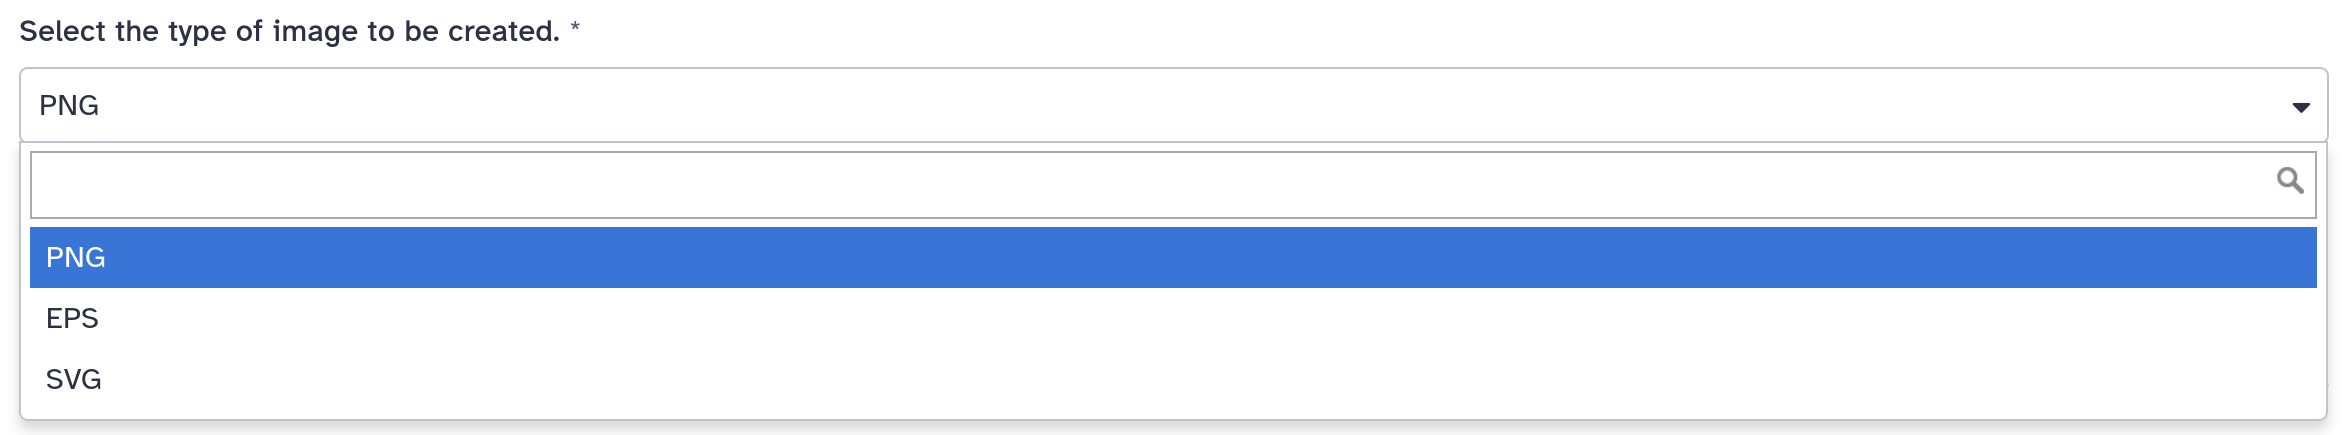 Select the type of image to be created. *
PNG
PNG
EPS
SVG